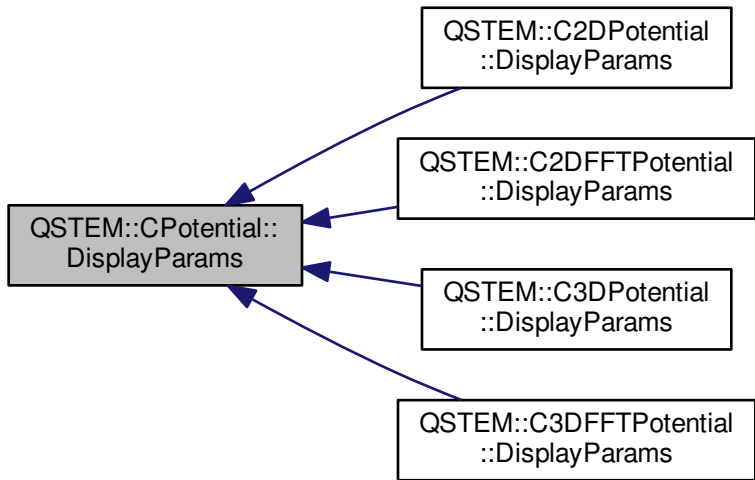 QSTEM::C2DPotential
::DisplayParams
QSTEM::C2DFFTPotential
::DisplayParams
QSTEM::CPotential::
DisplayParams
QSTEM::C3DPotential
::DisplayParams
QSTEM::C3DFFTPotential
::DisplayParams